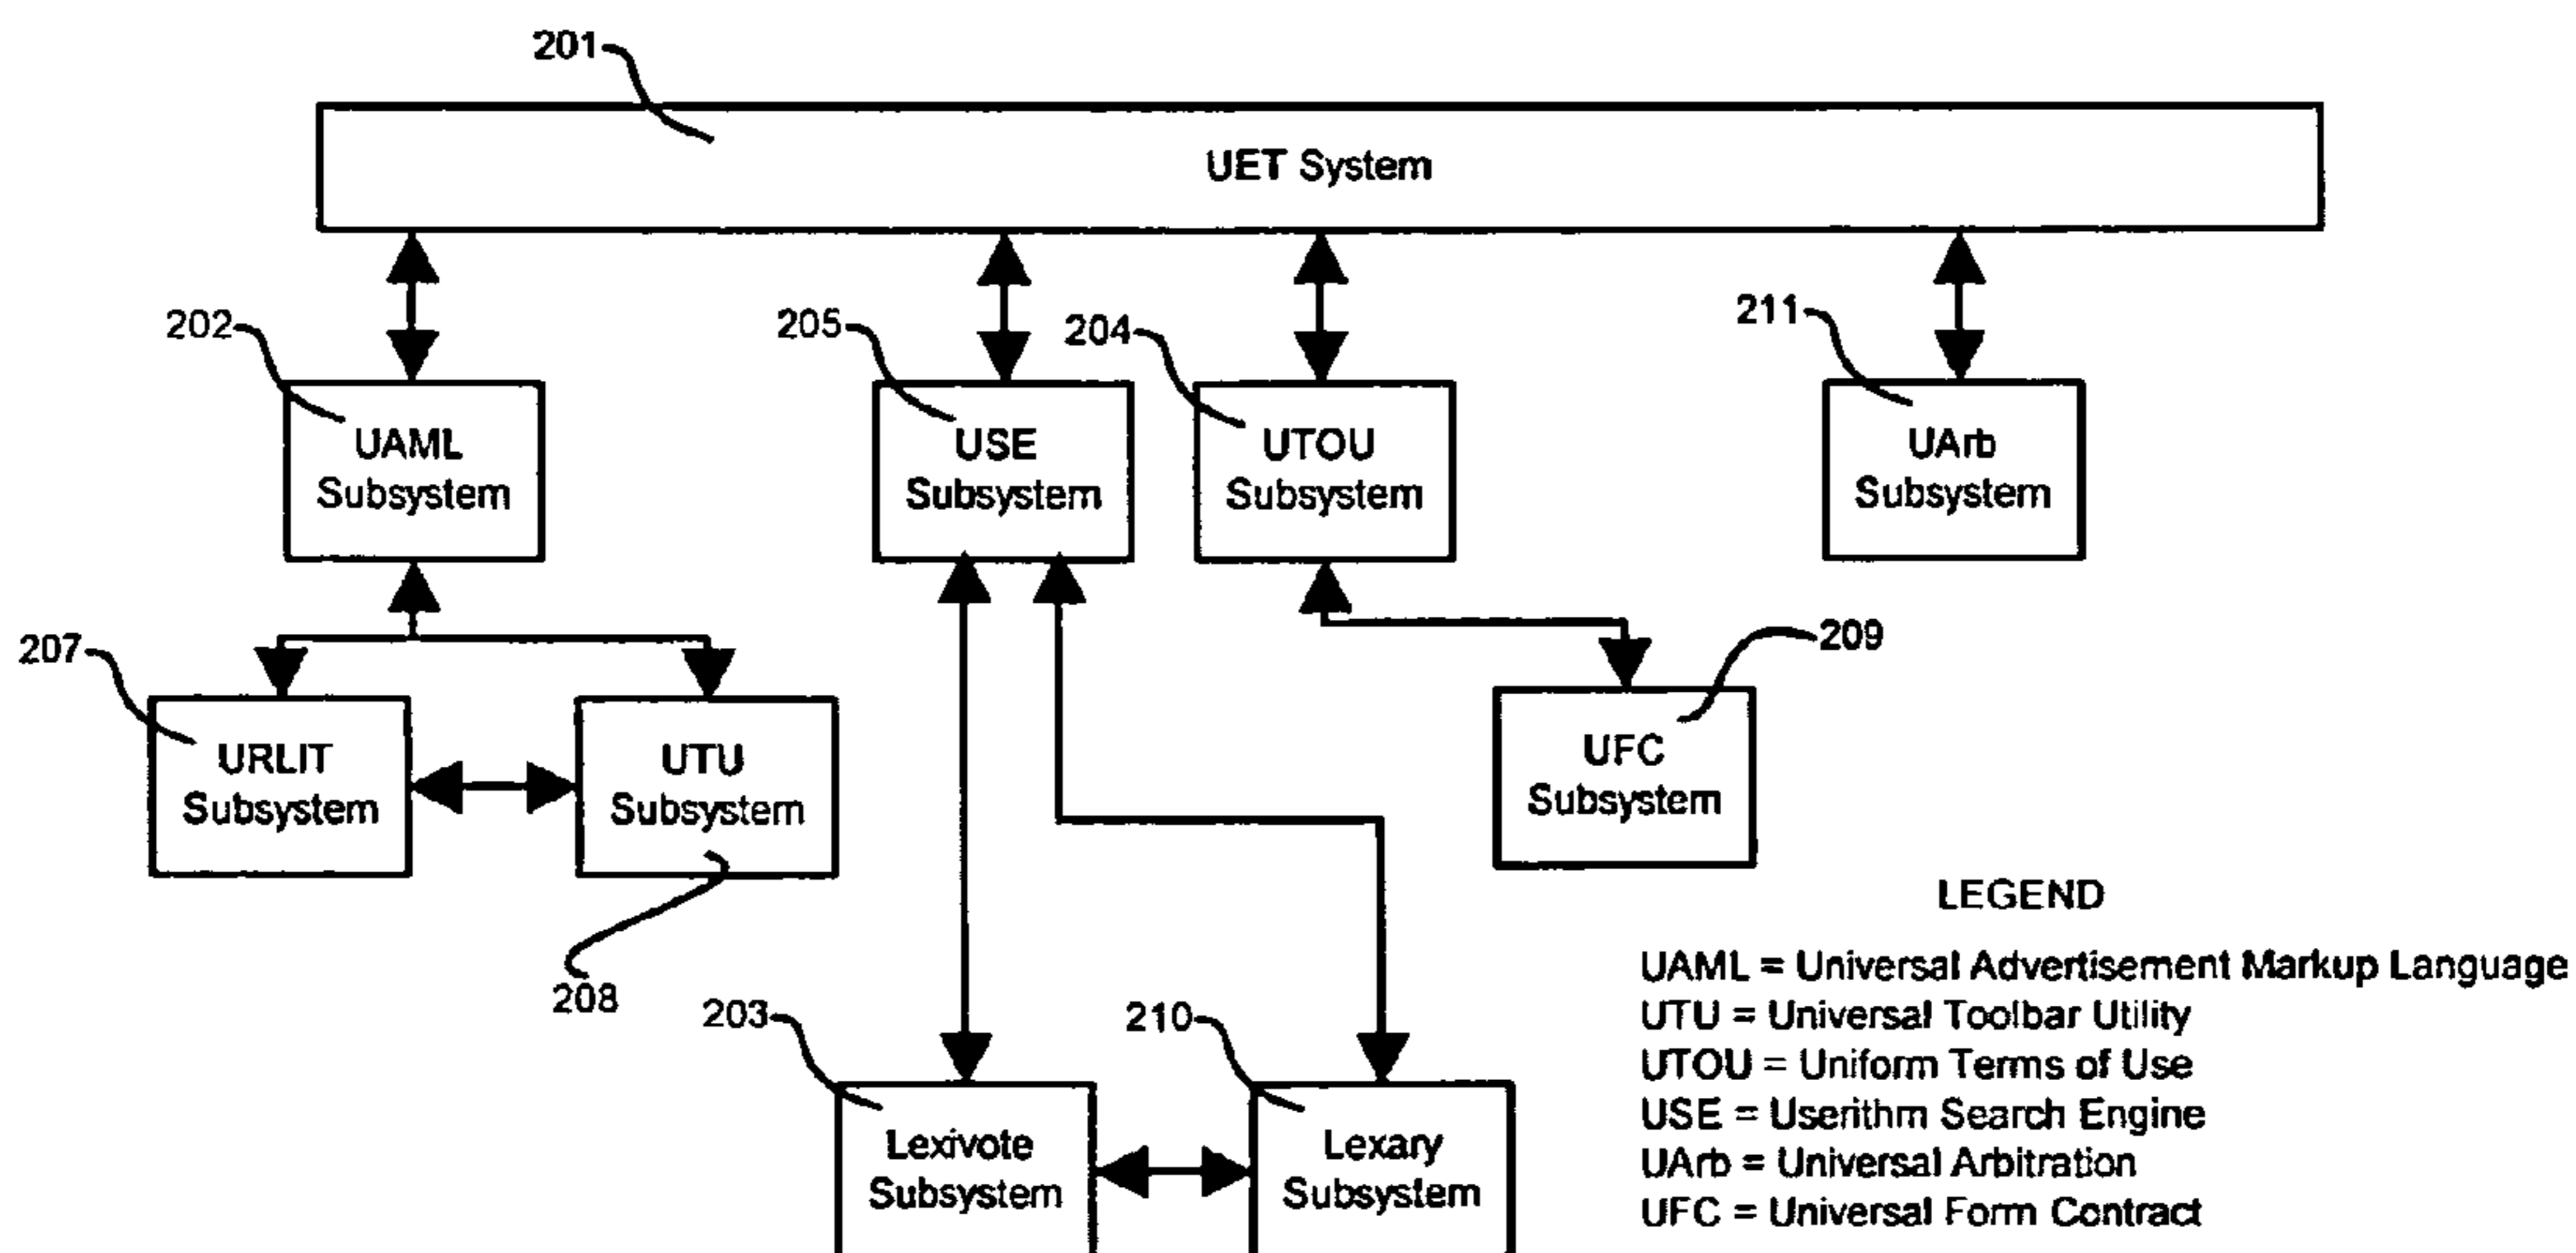 201
UET System
202
205
204
211
UAML
Subsystem
USE
Subsystem
UTOU
Subsystem
UArb
Subsystem
207
209
URLIT
Subsystem
UTU
Subsystem
UFC
Subsystem
208
203
210
Lexivote
Subsystem
Lexary
Subsystem
LEGEND
UAML = Universal Advertisement Markup Language
UTU = Universal Toolbar Utility
UTOU = Uniform Terms of Use
USE = Userithm Search Engine
UArb = Universal Arbitration
UFC = Universal Form Contract